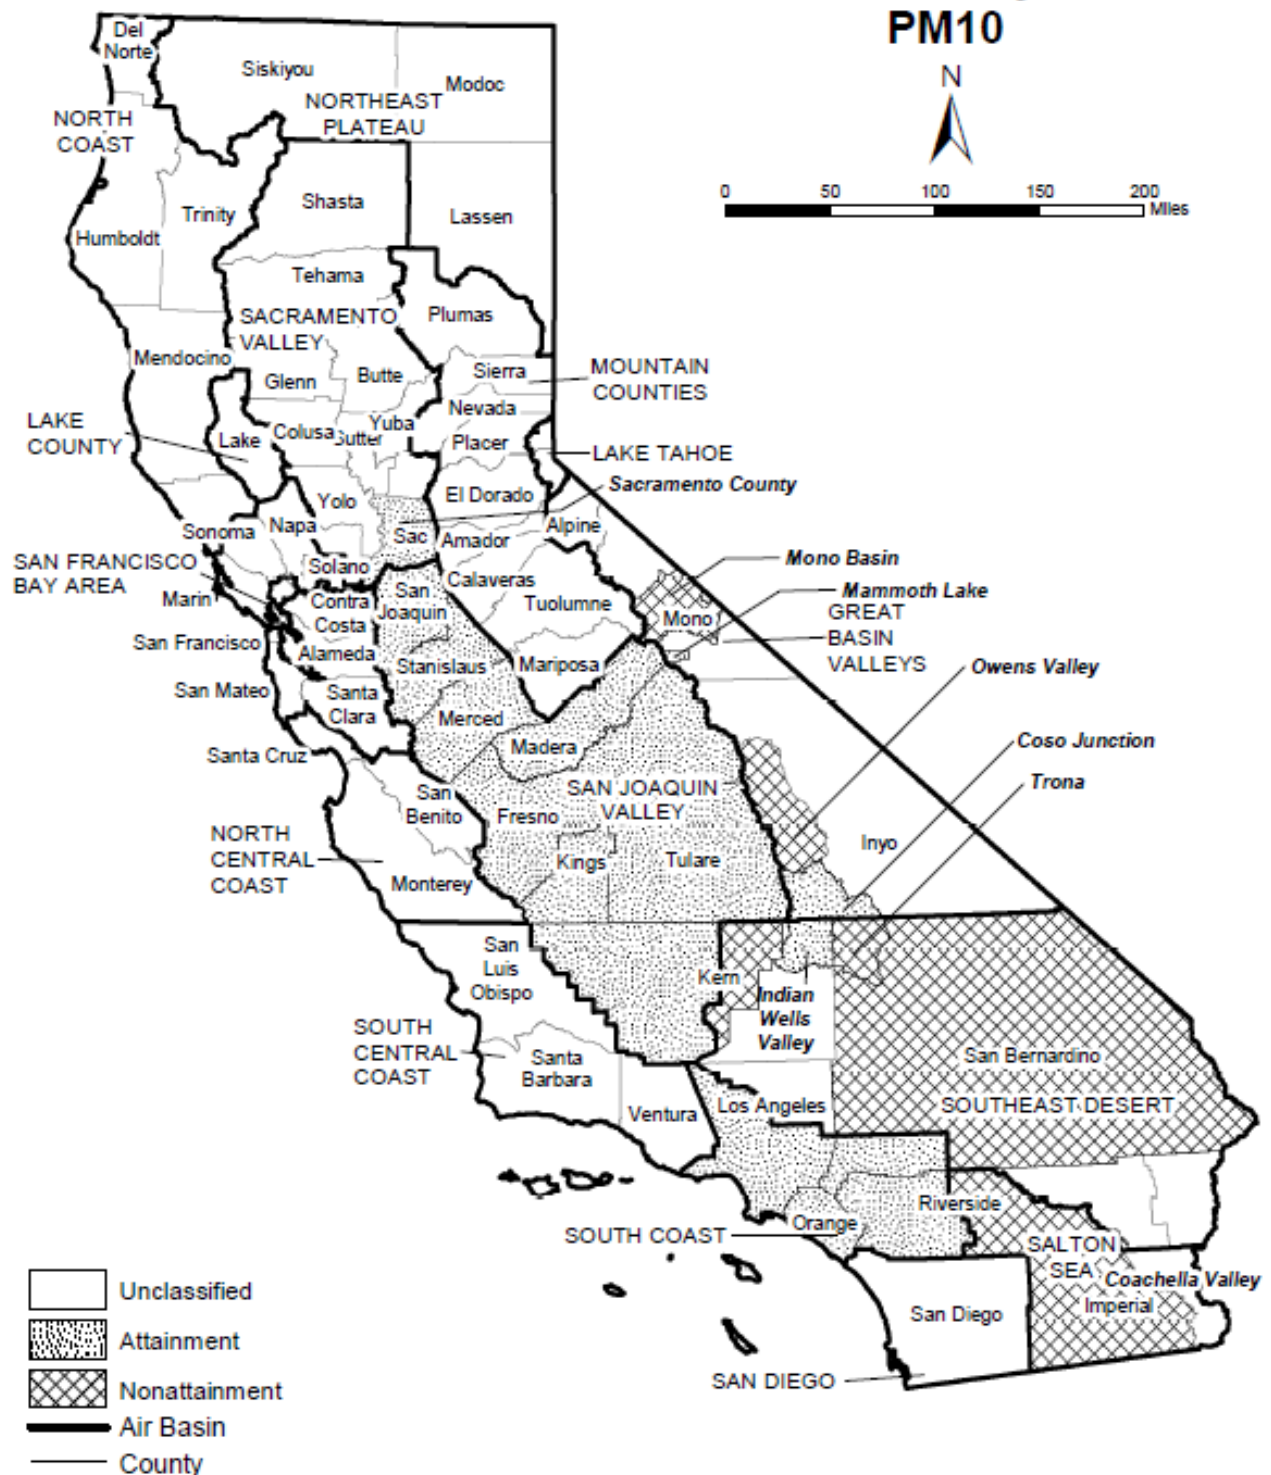 PM10
N
0 50 100 150 200
Miles
Del
Norte
Siskiyou
Modoc
NORTHEAST
PLATEAU
NORTH
COAST
Shasta
Trinity
Lassen
Humboldt
Tehama
SACRAMENTO
VALLEY
Plumas
Mendocino
Glenn
Butte
Sierra
MOUNTAIN
COUNTIES
Nevada
LAKE
COUNTY
Lake
Colusa
Sutter
Yuba
Placer
LAKE TAHOE
Sacramento County
Yolo
El Dorado
Sonoma
Napa
Sac
Amador
Alpine
SAN FRANCISCO
BAY AREA
Solano
Mono Basin
Marin
Contra
Costa
San
Joaquin
Calaveras
Tuolumne
Mono
Mammoth Lake
GREAT
BASIN
VALLEYS
San Francisco
Alameda
Stanislaus
Mariposa
Owens Valley
San Mateo
Santa
Clara
Merced
Madera
Coso Junction
Santa Cruz
Trona
San
Benito
Fresno
SAN JOAQUIN
VALLEY
NORTH
CENTRAL
COAST
Monterey
Kings
Tulare
Inyo
San
Luis
Obispo
Kern
Indian
Wells
Valley
SOUTH
CENTRAL
COAST
Santa
Barbara
Ventura
Los Angeles
San Bernardino
SOUTHEAST DESERT
Riverside
Orange
SOUTH COAST
SALTON
SEA
Coachella Valley
Imperial
San Diego
SAN DIEGO
Unclassified
Attainment
Nonattainment
Air Basin
County